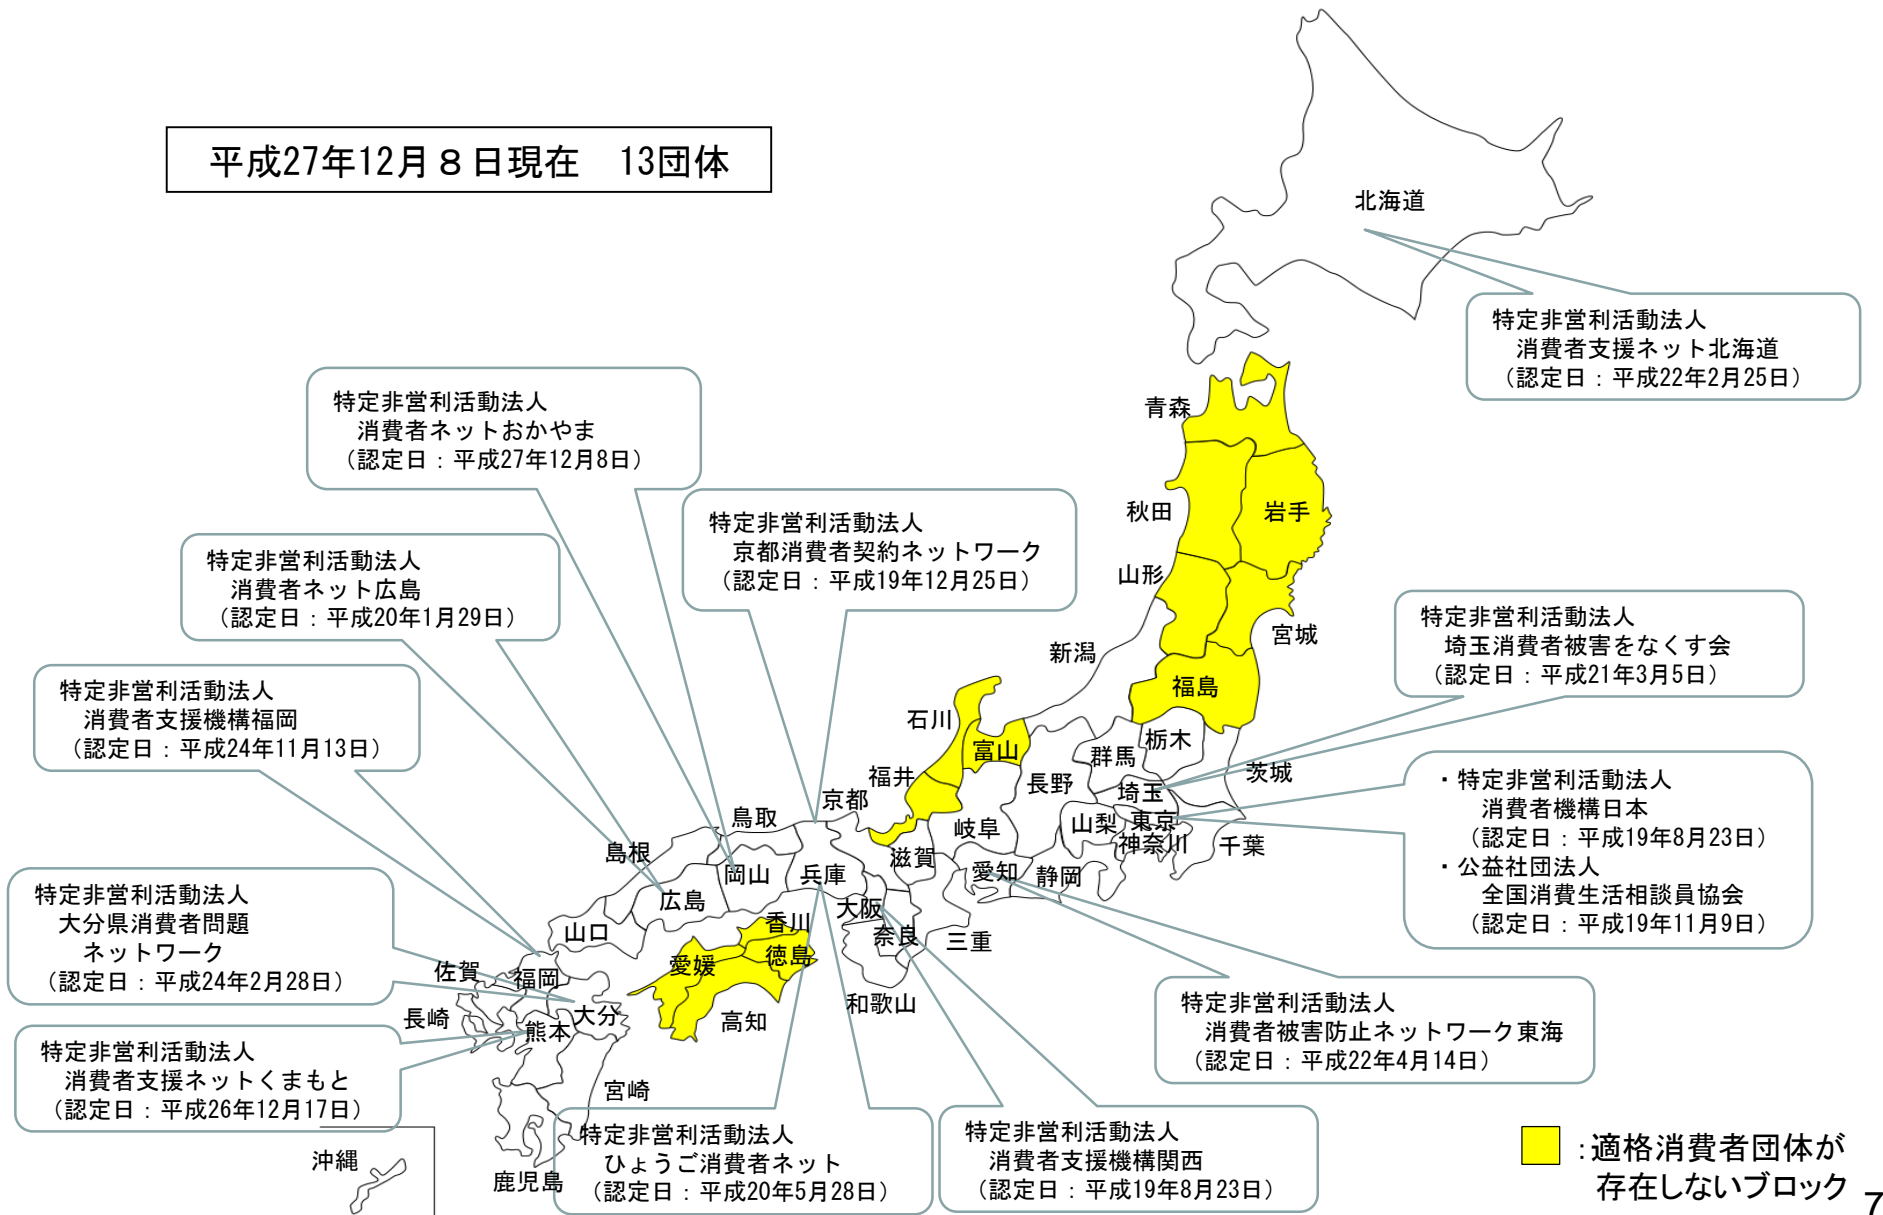 平成27年12月８日現在　13団体
北海道
特定非営利活動法人
消費者支援ネット北海道
（認定日：平成22年2月25日）
特定非営利活動法人
消費者ネットおかやま
（認定日：平成27年12月8日）
青森
秋田
岩手
特定非営利活動法人
京都消費者契約ネットワーク
（認定日：平成19年12月25日）
特定非営利活動法人
消費者ネット広島
（認定日：平成20年1月29日）
山形
宮城
特定非営利活動法人
埼玉消費者被害をなくす会
（認定日：平成21年3月5日）
新潟
福島
特定非営利活動法人
消費者支援機構福岡
（認定日：平成24年11月13日）
石川
富山
群馬
栃木
茨城
福井
長野
埼玉
京都
鳥取
岐阜
山梨
東京
神奈川
千葉
・特定非営利活動法人
消費者機構日本
（認定日：平成19年8月23日）
・公益社団法人
全国消費生活相談員協会
（認定日：平成19年11月9日）
島根
岡山
兵庫
滋賀
愛知
静岡
広島
大阪
香川
山口
奈良
三重
徳島
愛媛
特定非営利活動法人
大分県消費者問題
ネットワーク
（認定日：平成24年2月28日）
佐賀
福岡
和歌山
高知
長崎
大分
熊本
特定非営利活動法人
消費者被害防止ネットワーク東海
（認定日：平成22年4月14日）
特定非営利活動法人
消費者支援ネットくまもと
（認定日：平成26年12月17日）
宮崎
特定非営利活動法人
ひょうご消費者ネット
（認定日：平成20年5月28日）
特定非営利活動法人
消費者支援機構関西
（認定日：平成19年8月23日）
沖縄
鹿児島
：適格消費者団体が
存在しないブロック
7